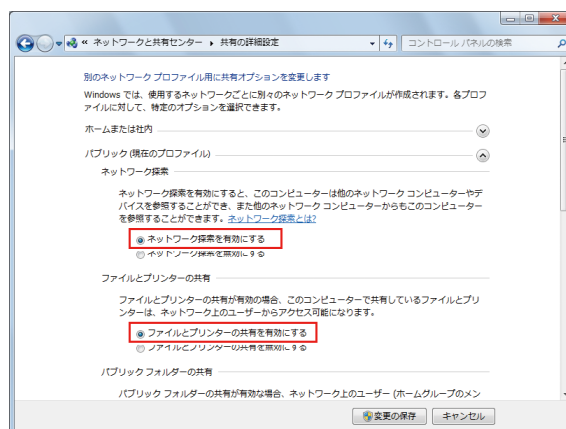 « ネットワークと共有センター ▸ 共有の詳細設定
コントロール パネルの検索
別のネットワーク プロファイル用に共有オプションを変更します
Windows では、使用するネットワークごとに別々のネットワーク プロファイルが作成されます。各プロフ
ァイルに対して、特定のオプションを選択できます。
ホームまたは社内
パブリック (現在のプロファイル)
ネットワーク探索
ネットワーク探索を有効にすると、このコンピューターは他のネットワーク コンピューターやデ
バイスを参照することができ、また他のネットワーク コンピューターからもこのコンピューター
を参照することができます。ネットワーク探索とは?
ネットワーク探索を有効にする
ネットワーク探索を無効にする
ファイルとプリンターの共有
ファイルとプリンターの共有が有効の場合、このコンピューターで共有しているファイルとプリ
ンターは、ネットワーク上のユーザーからアクセス可能になります。
ファイルとプリンターの共有を有効にする
ファイルとプリンターの共有を無効にする
パブリック フォルダーの共有
パブリック フォルダーの共有が有効な場合、ネットワーク上のユーザー (ホームグループのメン
変更の保存
キャンセル